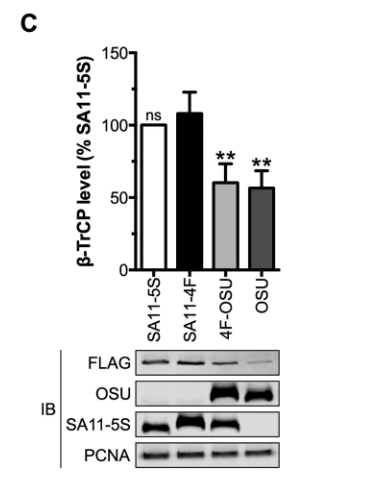 C
β-TrCP level (% SA11-5S)
150
100
50
0
ns
**
**
SA11-5S
SA11-4F
4F-OSU
OSU
IB
FLAG
OSU
SA11-5S
PCNA